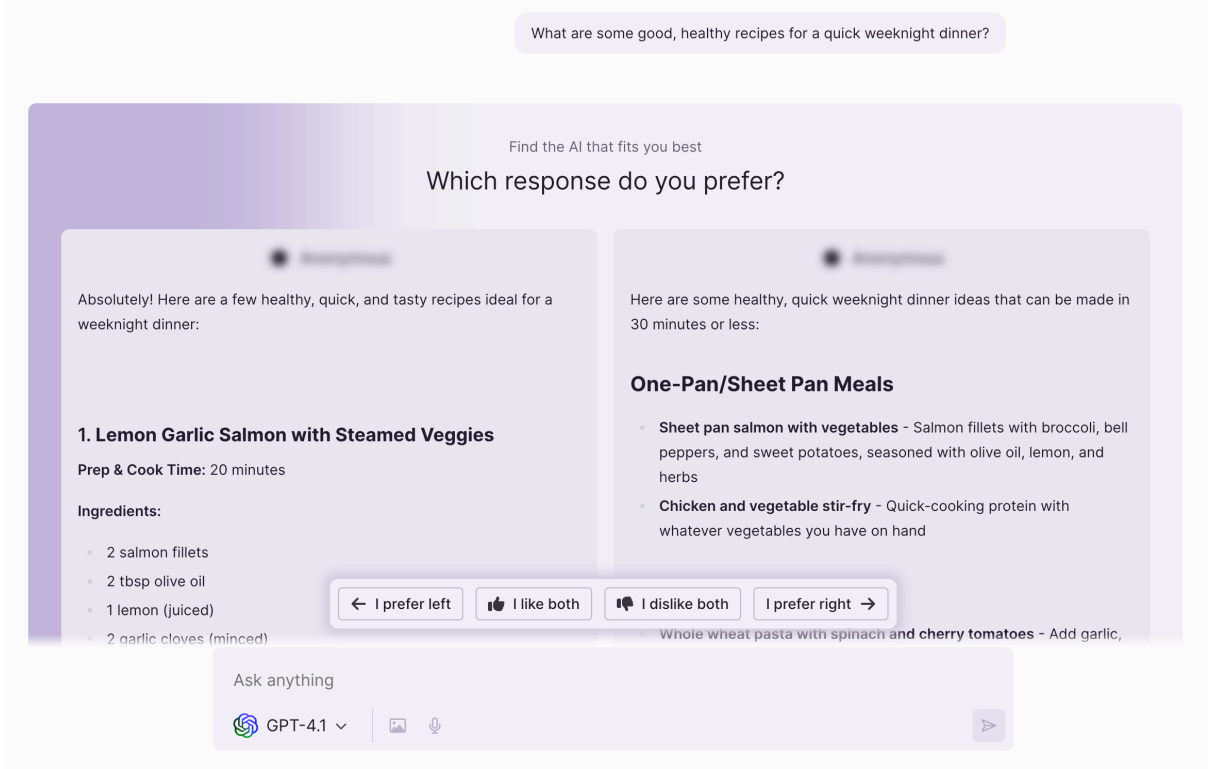 What are some good, healthy recipes for a quick weeknight dinner?
Find the AI that fits you best
Which response do you prefer?
Anonymous
Absolutely! Here are a few healthy, quick, and tasty recipes ideal for a
weeknight dinner:
1. Lemon Garlic Salmon with Steamed Veggies
Prep & Cook Time: 20 minutes
Ingredients:
2 salmon fillets
2 tbsp olive oil
1 lemon (juiced)
2 garlic cloves (minced)
Anonymous
Here are some healthy, quick weeknight dinner ideas that can be made in
30 minutes or less:
One-Pan/Sheet Pan Meals
Sheet pan salmon with vegetables - Salmon fillets with broccoli, bell
peppers, and sweet potatoes, seasoned with olive oil, lemon, and
herbs
Chicken and vegetable stir-fry - Quick-cooking protein with
whatever vegetables you have on hand
Whole wheat pasta with spinach and cherry tomatoes - Add garlic,
I prefer left
I like both
I dislike both
I prefer right
Ask anything
GPT-4.1